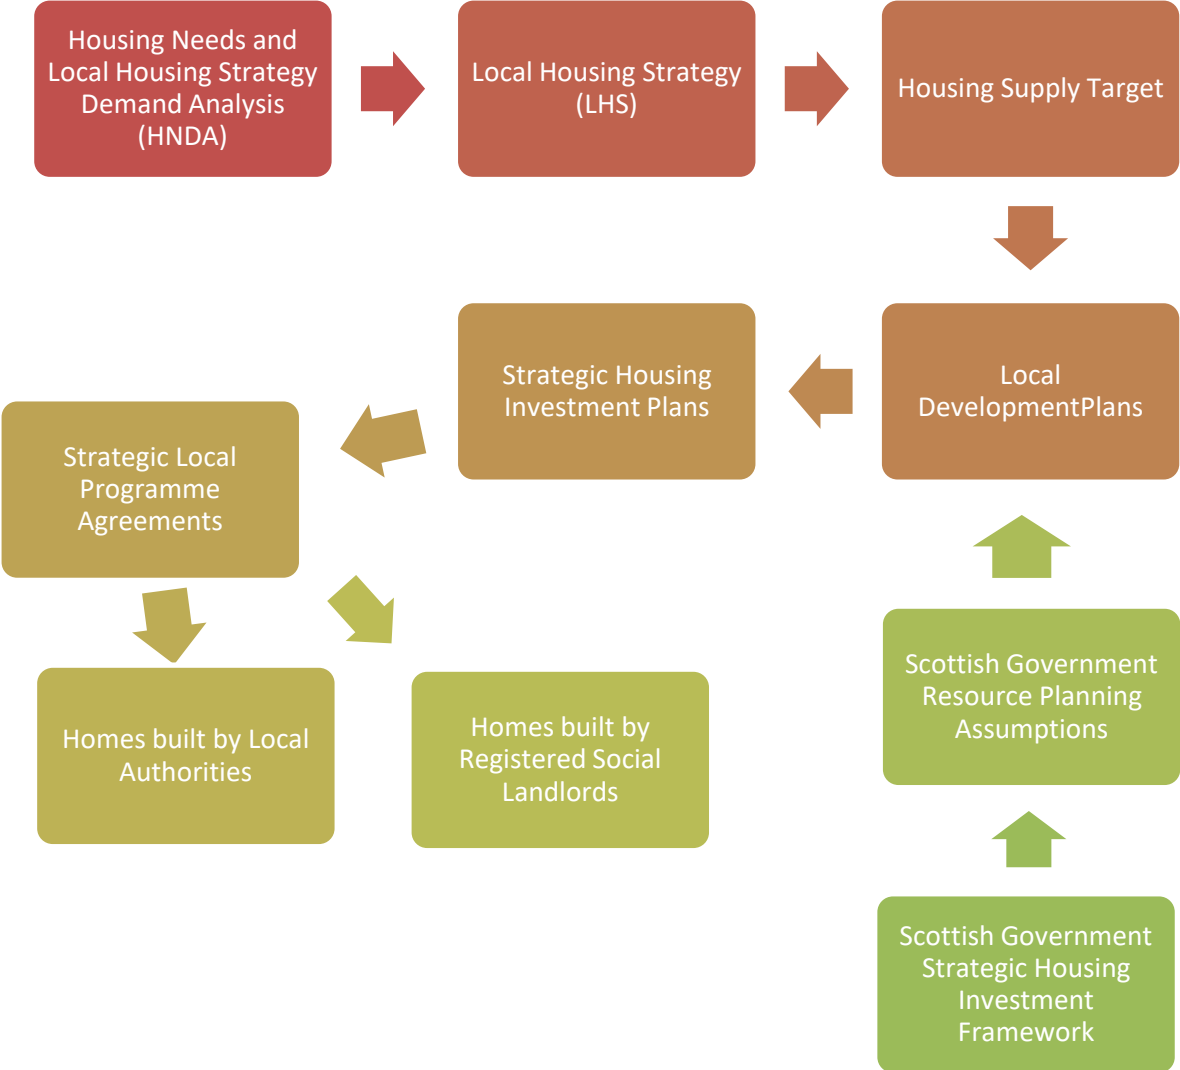 Housing Needs and
Local Housing Strategy
Demand Analysis
(HNDA)
Local Housing Strategy
(LHS)
Housing Supply Target
Local
DevelopmentPlans
Strategic Housing
Investment Plans
Strategic Local
Programme
Agreements
Homes built by Local
Authorities
Homes built by
Registered Social
Landlords
Scottish Government
Resource Planning
Assumptions
Scottish Government
Strategic Housing
Investment
Framework